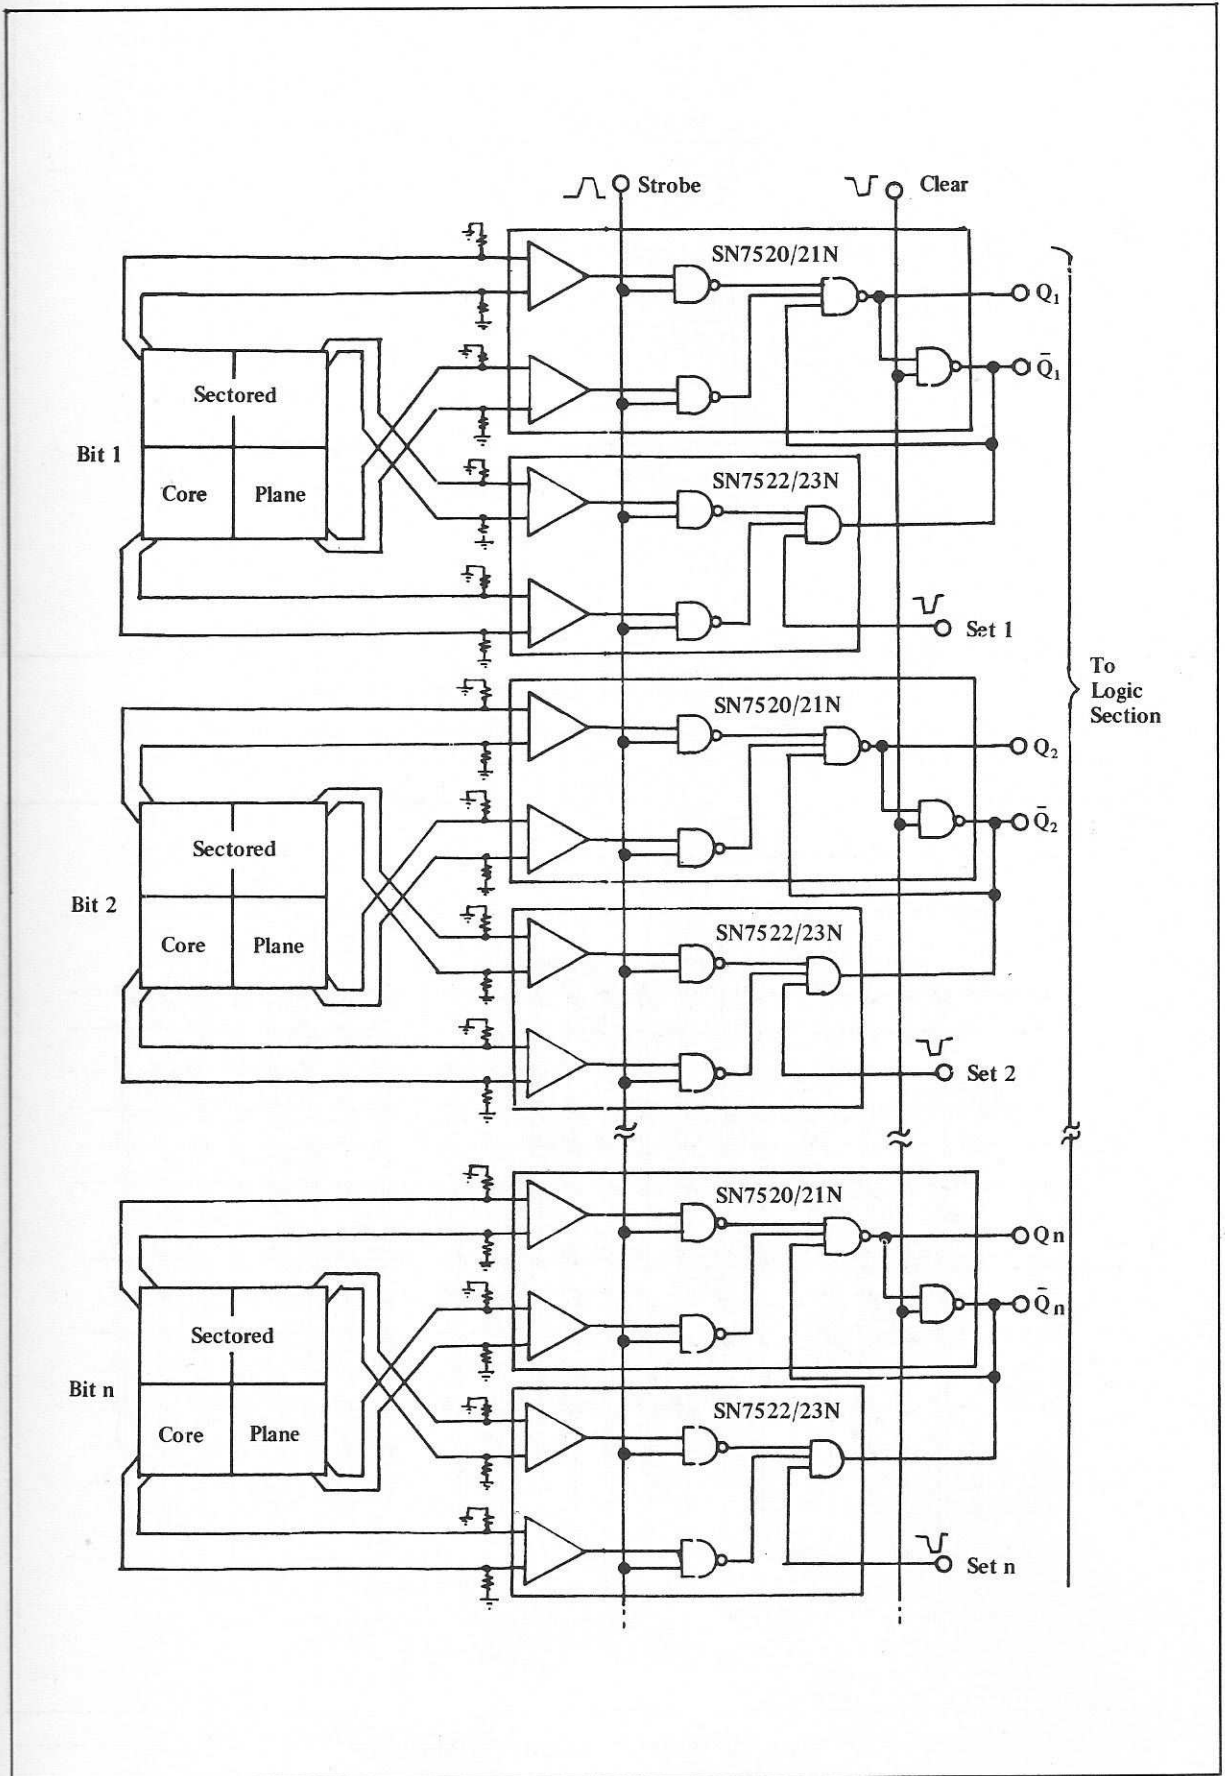 Strobe
Clear
SN7520/21N
Q₁
Q̄₁
Sectored
Bit 1
Core Plane
SN7522/23N
Set 1
To
Logic
Section
SN7520/21N
Q₂
Q̄₂
Sectored
Bit 2
Core Plane
SN7522/23N
Set 2
SN7520/21N
Qn
Q̄n
Sectored
Bit n
Core Plane
SN7522/23N
Set n